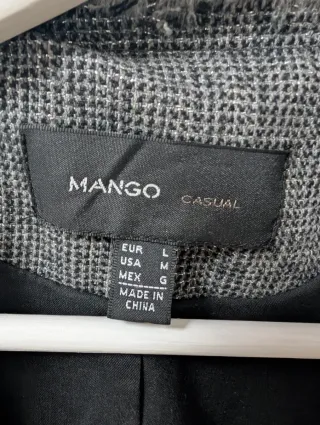 MANGO CASUAL
EUR L
USA M
MEX G
MADE IN
CHINA